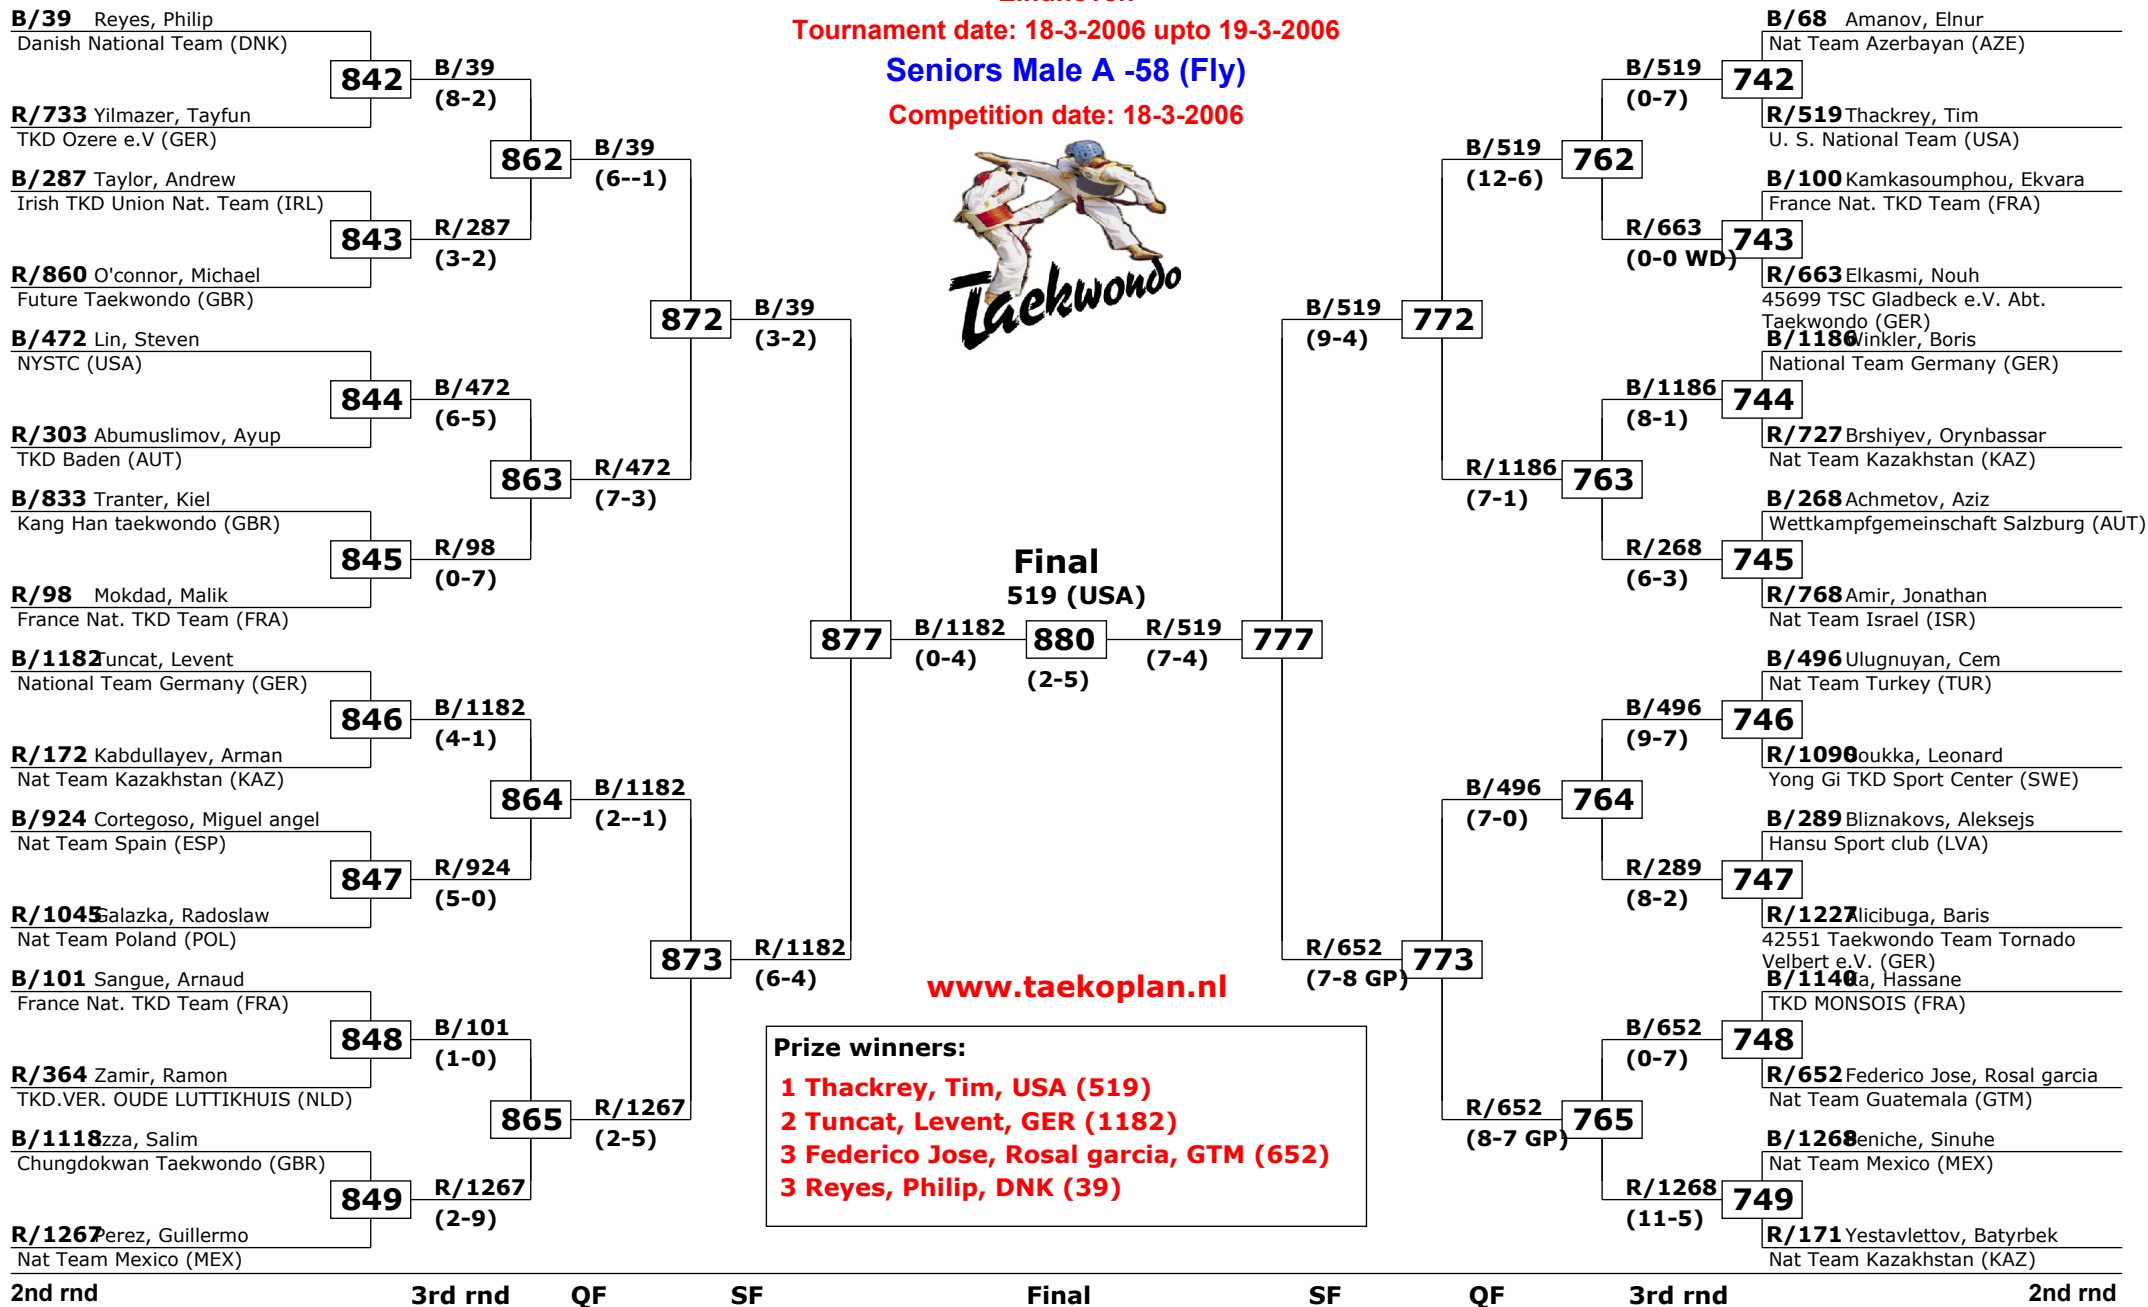 Eindhoven
Tournament date: 18-3-2006 upto 19-3-2006
Seniors Male A -58 (Fly)
Competition date: 18-3-2006
Taekwondo
B/39 Reyes, Philip
Danish National Team (DNK)
R/733 Yilmazer, Tayfun
TKD Ozere e.V (GER)
B/287 Taylor, Andrew
Irish TKD Union Nat. Team (IRL)
R/860 O'connor, Michael
Future Taekwondo (GBR)
B/472 Lin, Steven
NYSTC (USA)
R/303 Abumuslimov, Ayup
TKD Baden (AUT)
B/833 Tranter, Kiel
Kang Han taekwondo (GBR)
R/98 Mokdad, Malik
France Nat. TKD Team (FRA)
B/1182 Tuncat, Levent
National Team Germany (GER)
R/172 Kabdullayev, Arman
Nat Team Kazakhstan (KAZ)
B/924 Cortegoso, Miguel angel
Nat Team Spain (ESP)
R/1045 Galazka, Radoslaw
Nat Team Poland (POL)
B/101 Sangue, Arnaud
France Nat. TKD Team (FRA)
R/364 Zamir, Ramon
TKD.VER. OUDE LUTTIKHUIS (NLD)
B/1118 Izza, Salim
Chungdokwan Taekwondo (GBR)
R/1267 Perez, Guillermo
Nat Team Mexico (MEX)
842
B/39
(8-2)
843
R/287
(3-2)
844
B/472
(6-5)
845
R/98
(0-7)
846
B/1182
(4-1)
847
R/924
(5-0)
848
B/101
(1-0)
849
R/1267
(2-9)
862
B/39
(6--1)
863
R/472
(7-3)
864
B/1182
(2--1)
865
R/1267
(2-5)
872
B/39
(3-2)
873
R/1182
(6-4)
877
B/1182
(0-4)
Final
519 (USA)
880
(2-5)
R/519
(7-4)
777
B/519
(9-4)
772
R/652
(7-8 GP)
773
B/519
(12-6)
762
R/1186
(7-1)
763
B/496
(7-0)
764
R/652
(8-7 GP)
765
B/519
(0-7)
742
R/663
(0-0 WD)
743
B/1186
(8-1)
744
R/268
(6-3)
745
B/496
(9-7)
746
R/289
(8-2)
747
B/652
(0-7)
748
R/1268
(11-5)
749
B/68 Amanov, Elnur
Nat Team Azerbayan (AZE)
R/519 Thackrey, Tim
U. S. National Team (USA)
B/100 Kamkasoumphou, Ekvara
France Nat. TKD Team (FRA)
R/663 Elkasmi, Nouh
45699 TSC Gladbeck e.V. Abt.
Taekwondo (GER)
B/1186 Winkler, Boris
National Team Germany (GER)
R/727 Brshiyev, Orynbassar
Nat Team Kazakhstan (KAZ)
B/268 Achmetov, Aziz
Wettkampfgemeinschaft Salzburg (AUT)
R/768 Amir, Jonathan
Nat Team Israel (ISR)
B/496 Ulugnuyan, Cem
Nat Team Turkey (TUR)
R/1090 Soukka, Leonard
Yong Gi TKD Sport Center (SWE)
B/289 Bliznakovs, Aleksejs
Hansu Sport club (LVA)
R/1227 Alicibuga, Baris
42551 Taekwondo Team Tornado
Velbert e.V. (GER)
B/1140 Ka, Hassane
TKD MONSOIS (FRA)
R/652 Federico Jose, Rosal garcia
Nat Team Guatemala (GTM)
B/1268 Peniche, Sinuhe
Nat Team Mexico (MEX)
R/171 Yestavlettov, Batyrbek
Nat Team Kazakhstan (KAZ)
www.taekoplan.nl
Prize winners:
1 Thackrey, Tim, USA (519)
2 Tuncat, Levent, GER (1182)
3 Federico Jose, Rosal garcia, GTM (652)
3 Reyes, Philip, DNK (39)
2nd rnd 3rd rnd QF SF Final SF QF 3rd rnd 2nd rnd